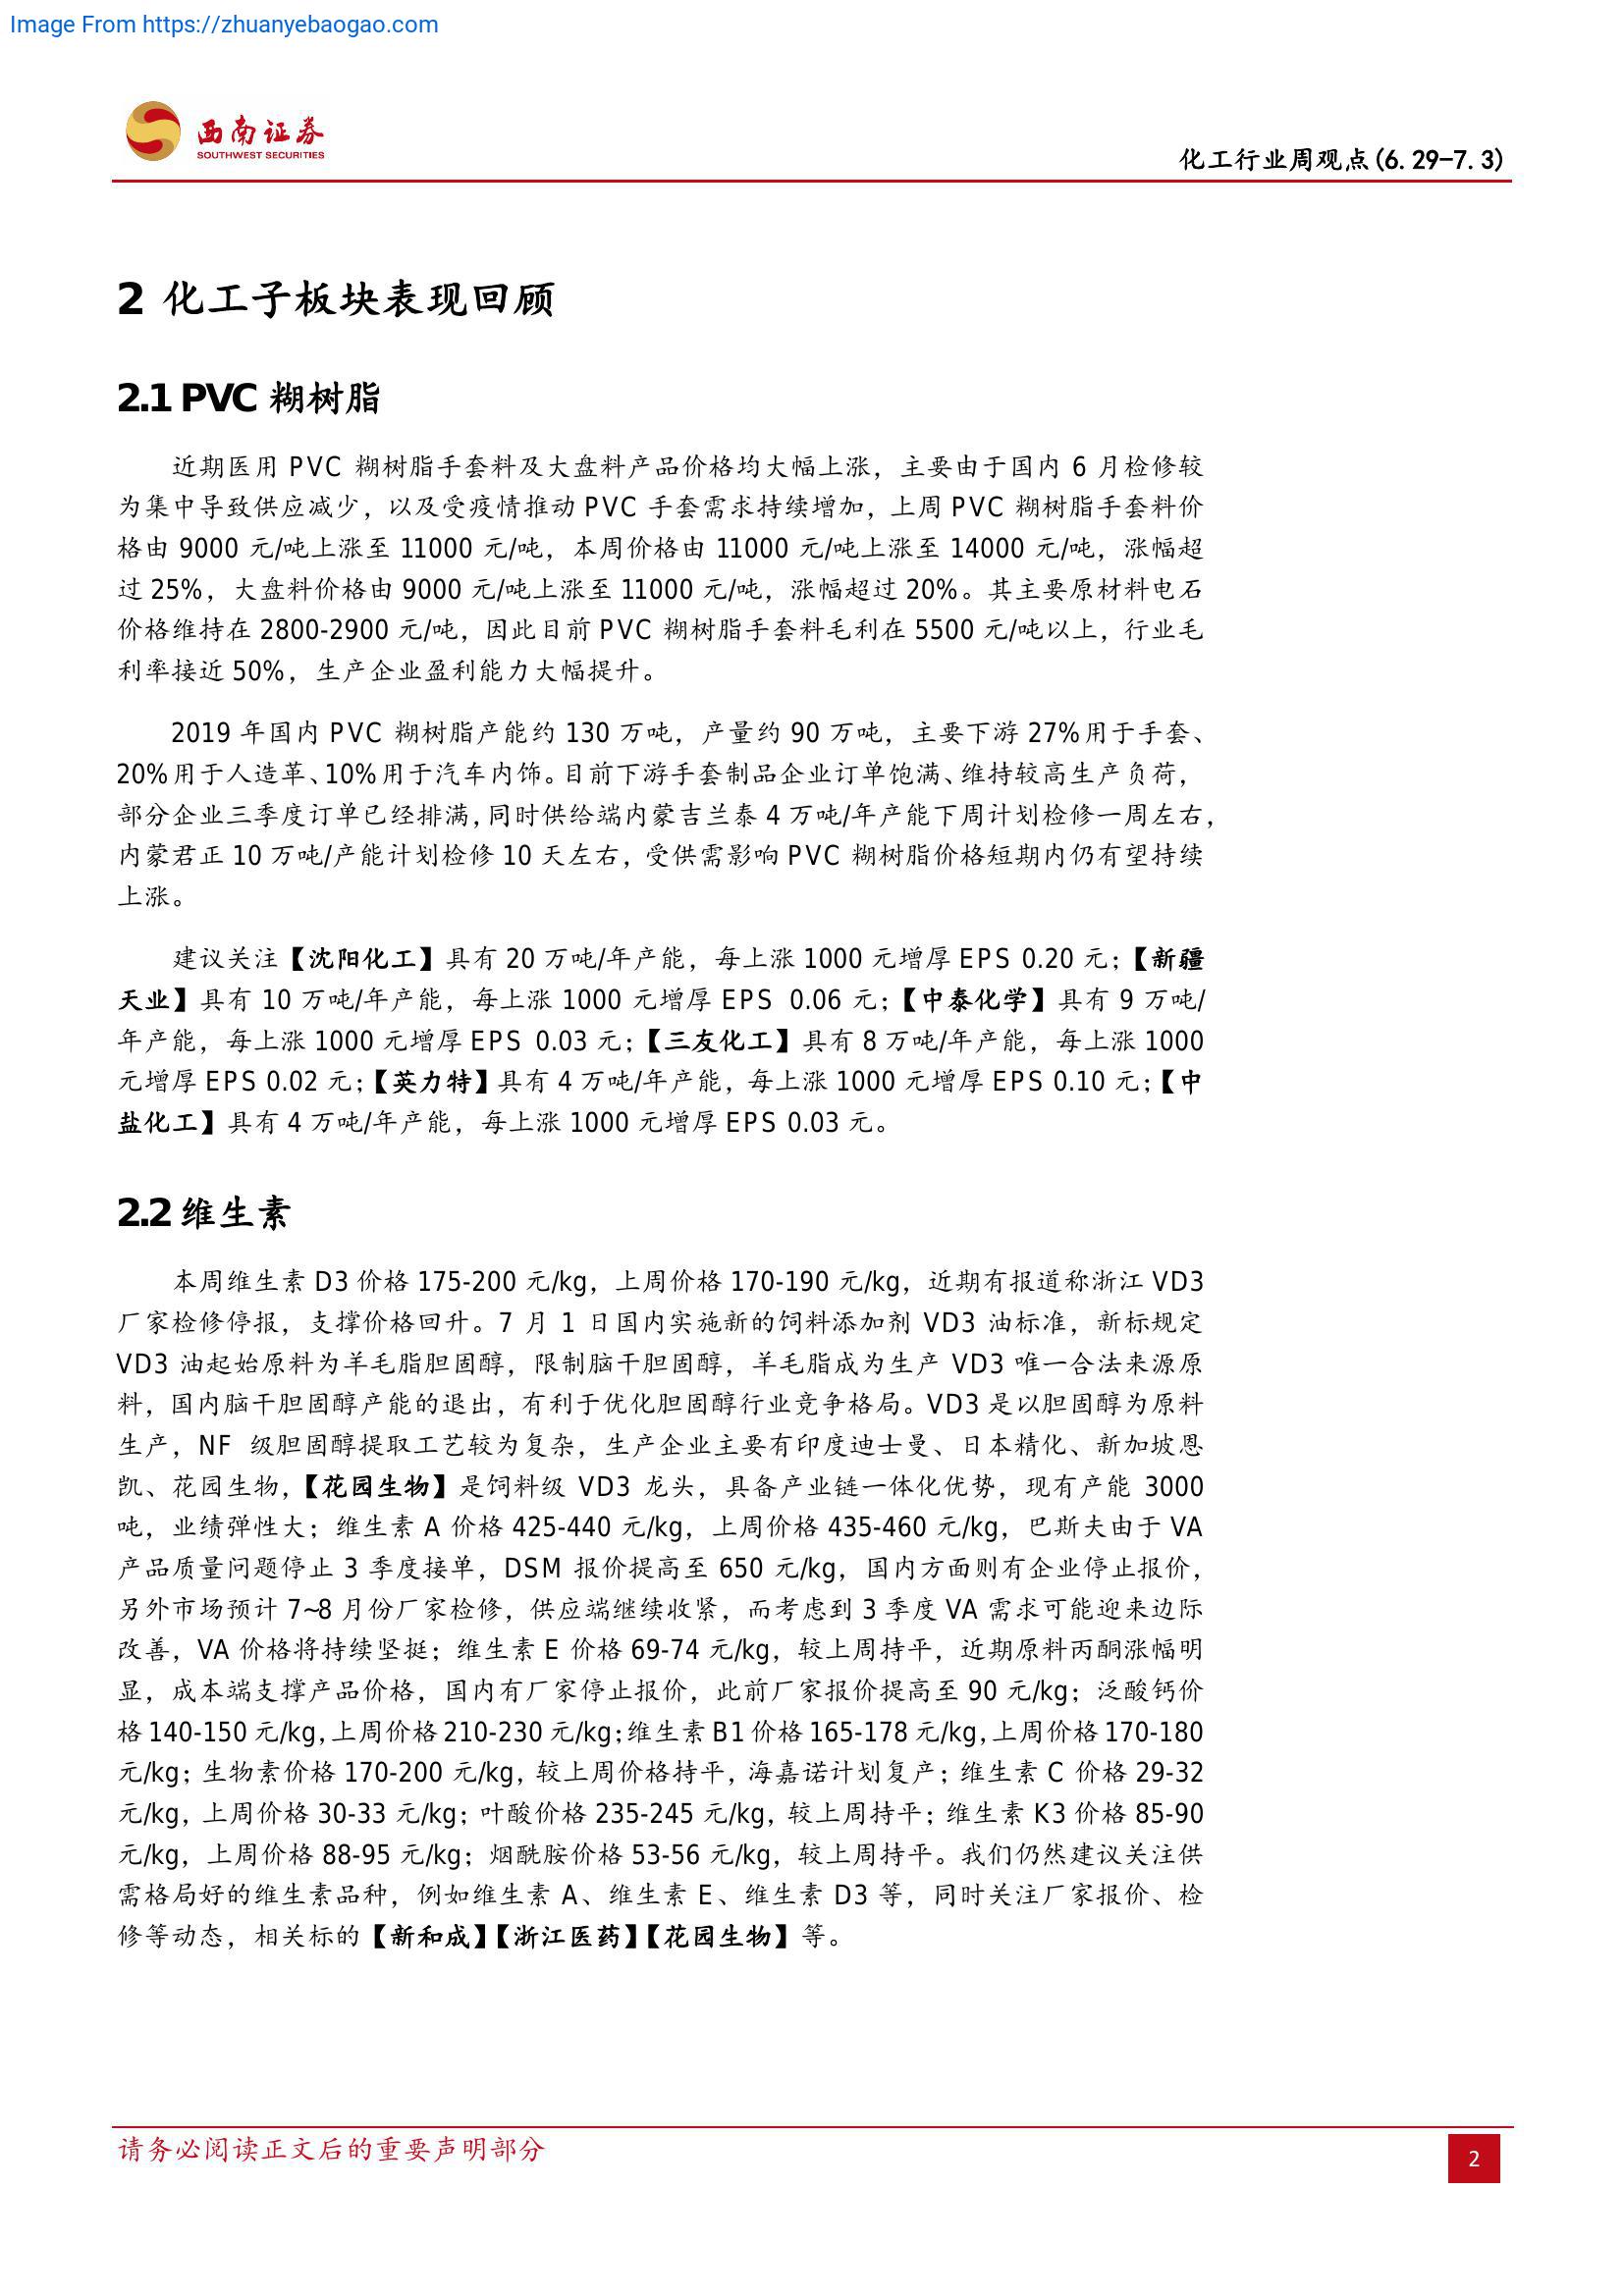 Image From https://zhuanyebaogao.com
西南证券
SOUTHWEST SECURITIES
化工行业周观点(6.29-7.3)
2 化工子板块表现回顾
2.1 PVC 糊树脂
近期医用 PVC 糊树脂手套料及大盘料产品价格均大幅上涨，主要由于国内 6 月检修较
为集中导致供应减少，以及受疫情推动 PVC 手套需求持续增加，上周 PVC 糊树脂手套料价
格由 9000 元/吨上涨至 11000 元/吨，本周价格由 11000 元/吨上涨至 14000 元/吨，涨幅超
过 25%，大盘料价格由 9000 元/吨上涨至 11000 元/吨，涨幅超过 20%。其主要原材料电石
价格维持在 2800-2900 元/吨，因此目前 PVC 糊树脂手套料毛利在 5500 元/吨以上，行业毛
利率接近 50%，生产企业盈利能力大幅提升。
2019 年国内 PVC 糊树脂产能约 130 万吨，产量约 90 万吨，主要下游 27%用于手套、
20%用于人造革、10%用于汽车内饰。目前下游手套制品企业订单饱满、维持较高生产负荷，
部分企业三季度订单已经排满，同时供给端内蒙吉兰泰 4 万吨/年产能下周计划检修一周左右，
内蒙君正 10 万吨/产能计划检修 10 天左右，受供需影响 PVC 糊树脂价格短期内仍有望持续
上涨。
建议关注【沈阳化工】具有 20 万吨/年产能，每上涨 1000 元增厚 EPS 0.20 元；【新疆
天业】具有 10 万吨/年产能，每上涨 1000 元增厚 EPS 0.06 元；【中泰化学】具有 9 万吨/
年产能，每上涨 1000 元增厚 EPS 0.03 元；【三友化工】具有 8 万吨/年产能，每上涨 1000
元增厚 EPS 0.02 元；【英力特】具有 4 万吨/年产能，每上涨 1000 元增厚 EPS 0.10 元；【中
盐化工】具有 4 万吨/年产能，每上涨 1000 元增厚 EPS 0.03 元。
2.2 维生素
本周维生素 D3 价格 175-200 元/kg，上周价格 170-190 元/kg，近期有报道称浙江 VD3
厂家检修停报，支撑价格回升。7 月 1 日国内实施新的饲料添加剂 VD3 油标准，新标规定
VD3 油起始原料为羊毛脂胆固醇，限制脑干胆固醇，羊毛脂成为生产 VD3 唯一合法来源原
料，国内脑干胆固醇产能的退出，有利于优化胆固醇行业竞争格局。VD3 是以胆固醇为原料
生产，NF 级胆固醇提取工艺较为复杂，生产企业主要有印度迪士曼、日本精化、新加坡恩
凯、花园生物，【花园生物】是饲料级 VD3 龙头，具备产业链一体化优势，现有产能 3000
吨，业绩弹性大；维生素 A 价格 425-440 元/kg，上周价格 435-460 元/kg，巴斯夫由于 VA
产品质量问题停止 3 季度接单，DSM 报价提高至 650 元/kg，国内方面则有企业停止报价，
另外市场预计 7~8 月份厂家检修，供应端继续收紧，而考虑到 3 季度 VA 需求可能迎来边际
改善，VA 价格将持续坚挺；维生素 E 价格 69-74 元/kg，较上周持平，近期原料丙酮涨幅明
显，成本端支撑产品价格，国内有厂家停止报价，此前厂家报价提高至 90 元/kg；泛酸钙价
格 140-150 元/kg，上周价格 210-230 元/kg；维生素 B1 价格 165-178 元/kg，上周价格 170-180
元/kg；生物素价格 170-200 元/kg，较上周价格持平，海嘉诺计划复产；维生素 C 价格 29-32
元/kg，上周价格 30-33 元/kg；叶酸价格 235-245 元/kg，较上周持平；维生素 K3 价格 85-90
元/kg，上周价格 88-95 元/kg；烟酰胺价格 53-56 元/kg，较上周持平。我们仍然建议关注供
需格局好的维生素品种，例如维生素 A、维生素 E、维生素 D3 等，同时关注厂家报价、检
修等动态，相关标的【新和成】【浙江医药】【花园生物】等。
请务必阅读正文后的重要声明部分
2